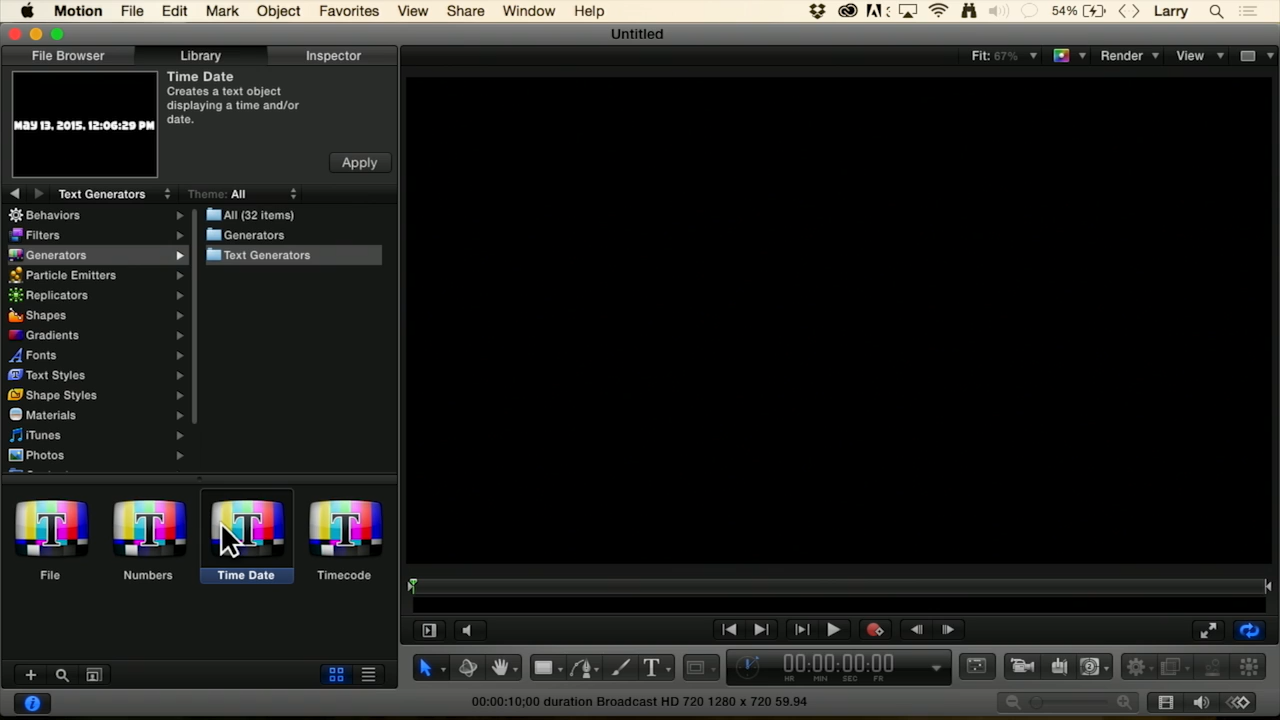 Motion File Edit Mark Object Favorites View Share Window Help 3 54% Larry
Untitled
File Browser Library Inspector Fit: 67% Render View
Time Date
Creates a text object
displaying a time and/or
date.
May 13, 2015, 12:06:29 PM
Apply
Text Generators Theme: All
Behaviors All (32 items)
Filters Generators
Generators Text Generators
Particle Emitters
Replicators
Shapes
Gradients
Fonts
Text Styles
Shape Styles
Materials
iTunes
Photos
T T T T
File Numbers Time Date Timecode
T 00:00:00:00
HR MIN SEC FR
00:00:10;00 duration Broadcast HD 720 1280 x 720 59.94